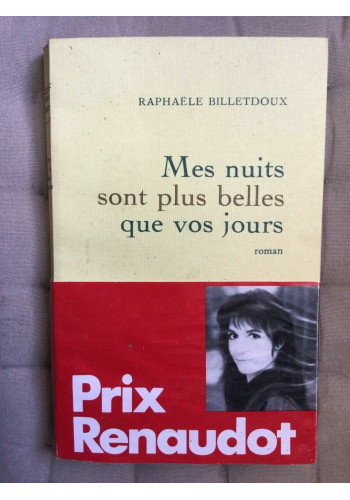 RAPHAËLE BILLETDOUX
Mes nuits
sont plus belles
que vos jours
roman
Prix
Renaudot